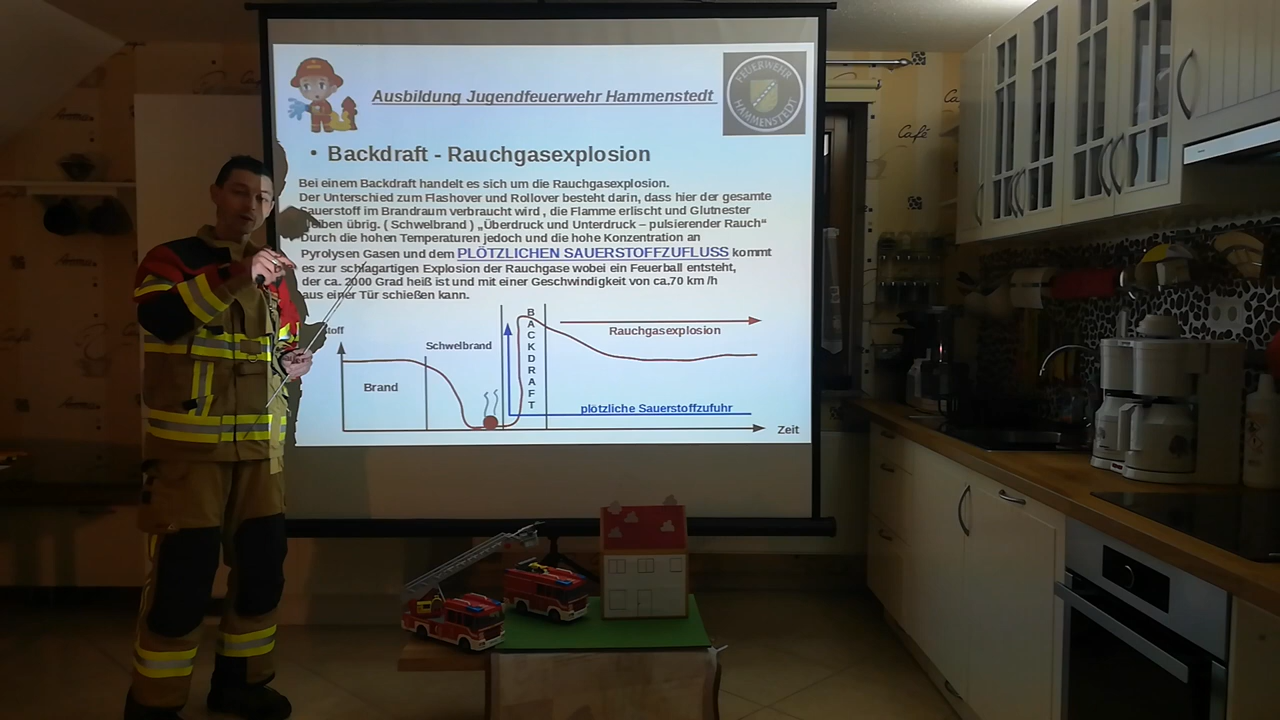 Ausbildung Jugendfeuerwehr Hammenstedt
FEUERWEHR
HAMMENSTEDT
• Backdraft - Rauchgasexplosion
Bei einem Backdraft handelt es sich um die Rauchgasexplosion.
Der Unterschied zum Flashover und Rollover besteht darin, dass hier der gesamte
Sauerstoff im Brandraum verbraucht wird , die Flamme erlischt und Glutnester
bleiben übrig. ( Schwelbrand ) „Überdruck und Unterdruck – pulsierender Rauch“
Durch die hohen Temperaturen jedoch und die hohe Konzentration an
Pyrolysen Gasen und dem PLÖTZLICHEN SAUERSTOFFZUFLUSS kommt
es zur schlagartigen Explosion der Rauchgase wobei ein Feuerball entsteht,
der ca. 2000 Grad heiß ist und mit einer Geschwindigkeit von ca.70 km /h
aus einer Tür schießen kann.
toff
Schwelbrand
BACKDRAFT
Rauchgasexplosion
Brand
plötzliche Sauerstoffzufuhr
Zeit
Café